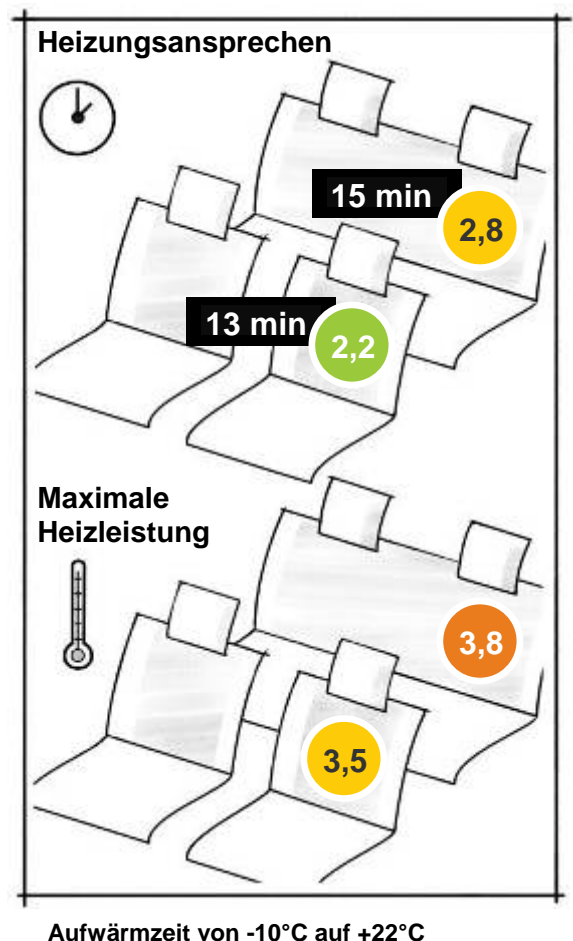 Heizungsansprechen
15 min
2,8
13 min
2,2
Maximale
Heizleistung
3,8
3,5
Aufwärmzeit von -10°C auf +22°C